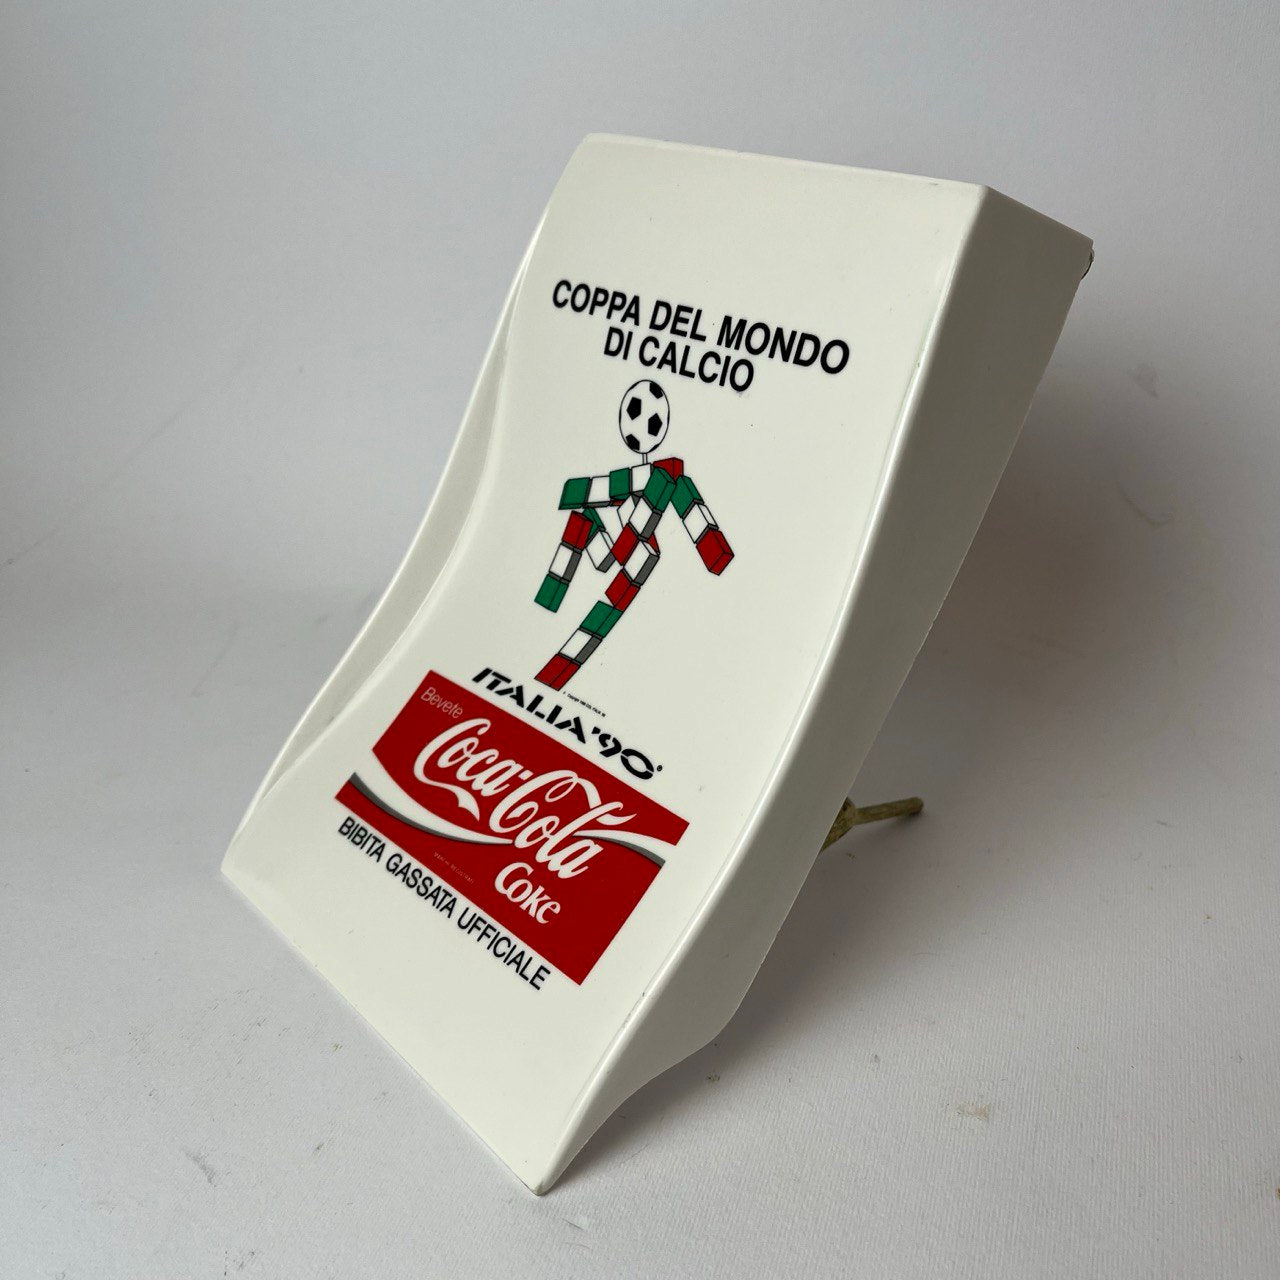 COPPA DEL MONDO
DI CALCIO
ITALIA '90
Bevete
Coca-Cola
Coke
BIBITA GASSATA UFFICIALE